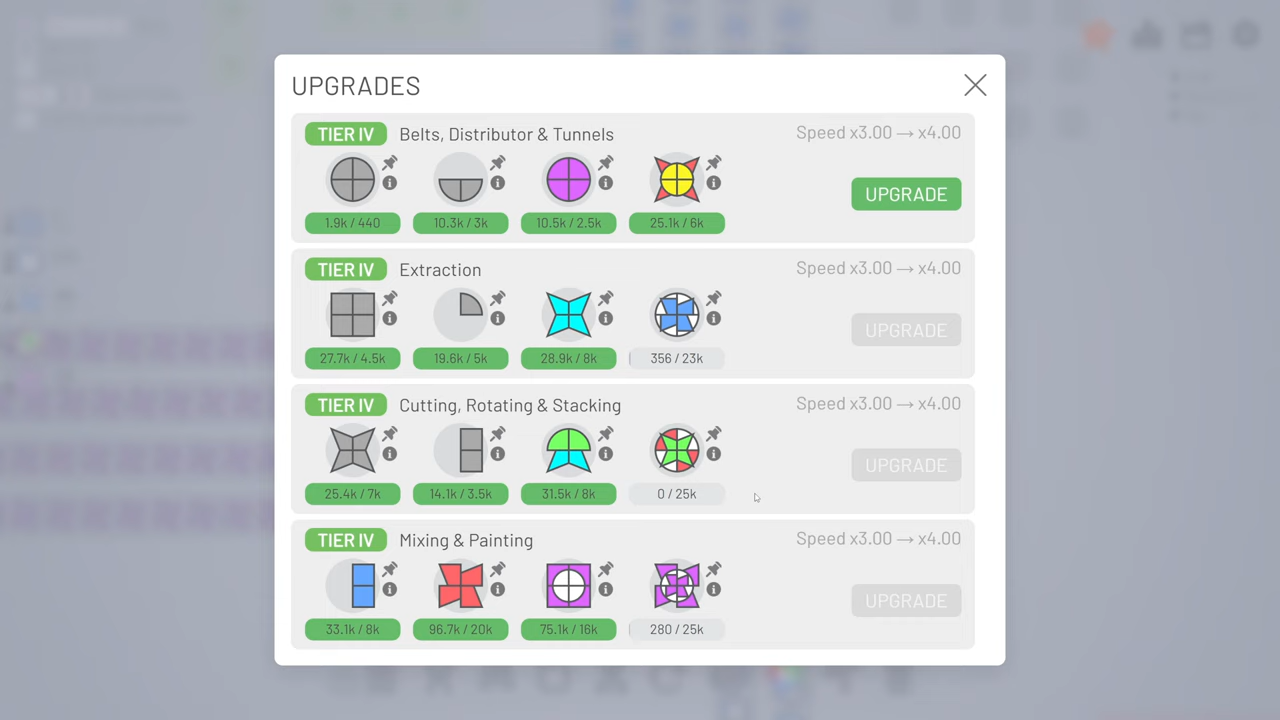 UPGRADES
TIER IV Belts, Distributor & Tunnels Speed x3.00 → x4.00
UPGRADE
1.9k / 440 10.3k / 3k 10.5k / 2.5k 25.1k / 6k
TIER IV Extraction Speed x3.00 → x4.00
UPGRADE
27.7k / 4.5k 19.6k / 5k 28.9k / 8k 356 / 23k
TIER IV Cutting, Rotating & Stacking Speed x3.00 → x4.00
UPGRADE
25.4k / 7k 14.1k / 3.5k 31.5k / 8k 0 / 25k
TIER IV Mixing & Painting Speed x3.00 → x4.00
UPGRADE
33.1k / 8k 96.7k / 20k 75.1k / 16k 280 / 25k